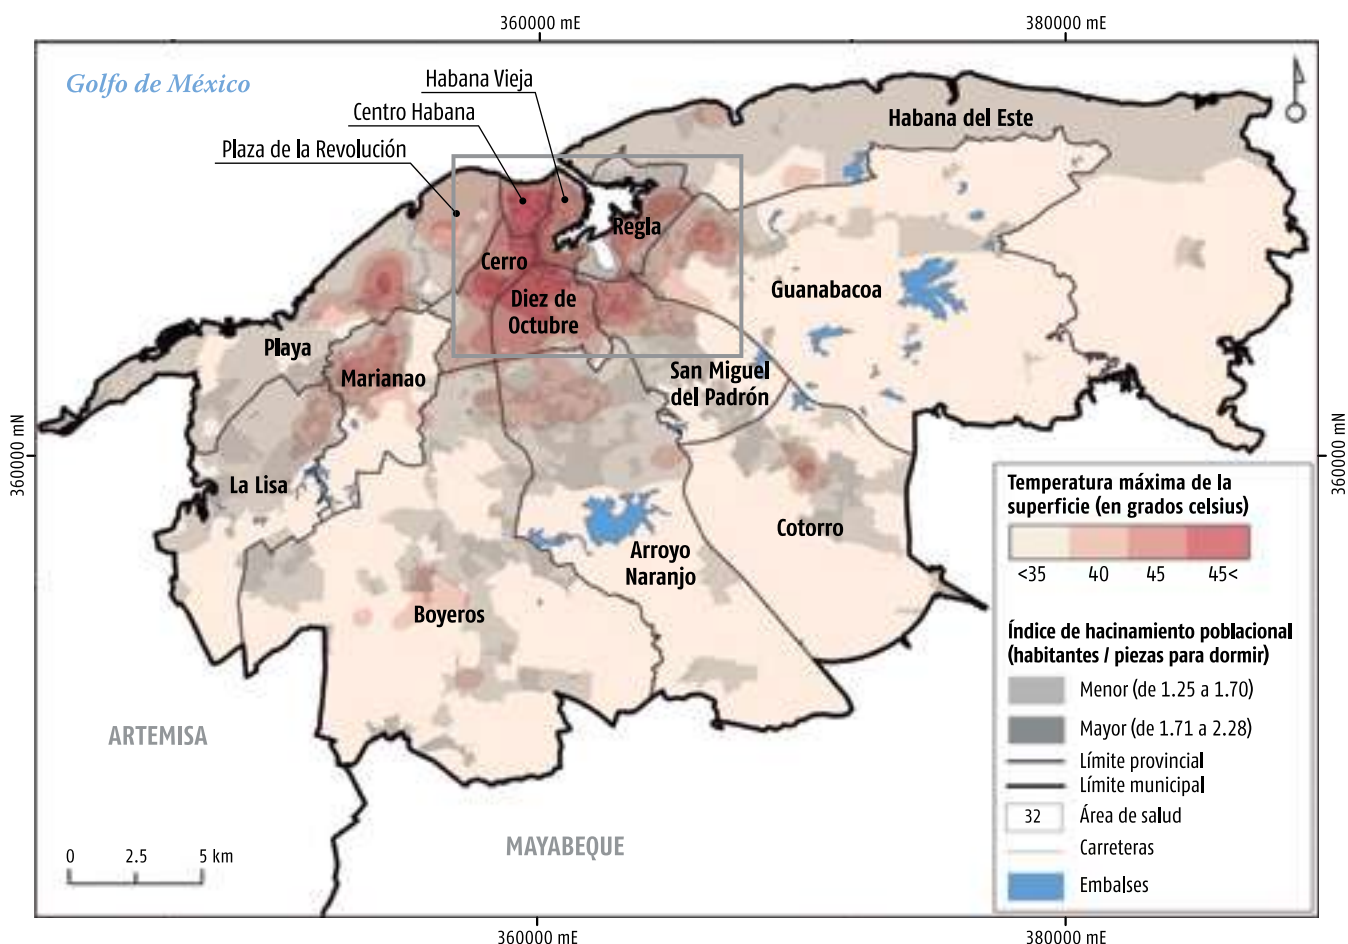 360000 mE
380000 mE
Golfo de México
Habana Vieja
Centro Habana
Plaza de la Revolución
Habana del Este
Regla
Cerro
Guanabacoa
Diez de
Octubre
Playa
Marianao
San Miguel
del Padrón
La Lisa
Cotorro
Arroyo
Naranjo
Boyeros
ARTEMISA
MAYABEQUE
360000 mN
360000 mN
0 2.5 5 km
Temperatura máxima de la
superficie (en grados celsius)
<35 40 45 45<
Índice de hacinamiento poblacional
(habitantes / piezas para dormir)
Menor (de 1.25 a 1.70)
Mayor (de 1.71 a 2.28)
Límite provincial
Límite municipal
32 Área de salud
Carreteras
Embalses
360000 mE
380000 mE